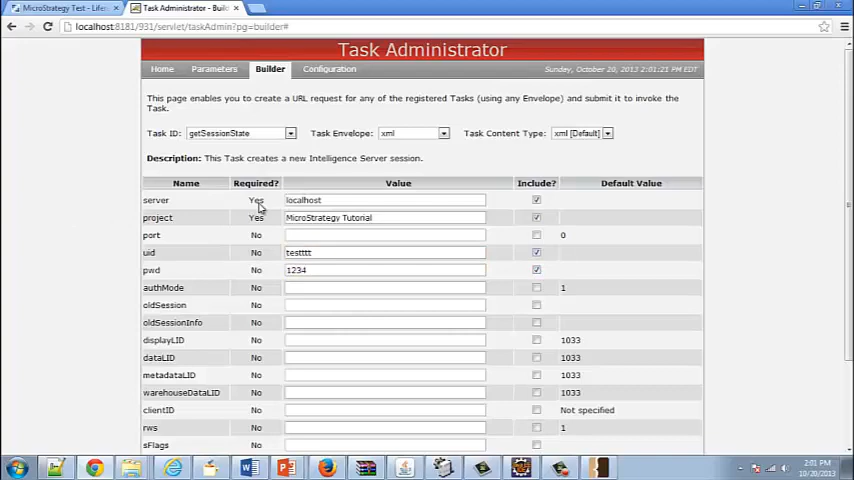 MicroStrategy Test - Lifer
Task Administrator - Buil
localhost:8181/931/servlet/taskAdmin?pg=builder#
Task Administrator
Home Parameters Builder Configuration Sunday, October 20, 2013 2:01:21 PM EDT
This page enables you to create a URL request for any of the registered Tasks (using any Envelope) and submit it to invoke the
Task.
Task ID: getSessionState Task Envelope: xml Task Content Type: xml [Default]
Description: This Task creates a new Intelligence Server session.
Name Required? Value Include? Default Value
server Yes localhost
project Yes MicroStrategy Tutorial
port No 0
uid No testttt
pwd No 1234
authMode No 1
oldSession No
oldSessionInfo No
displayLID No 1033
dataLID No 1033
metadataLID No 1033
warehouseDataLID No 1033
clientID No Not specified
rws No 1
sFlags No
2:01 PM
10/20/2013